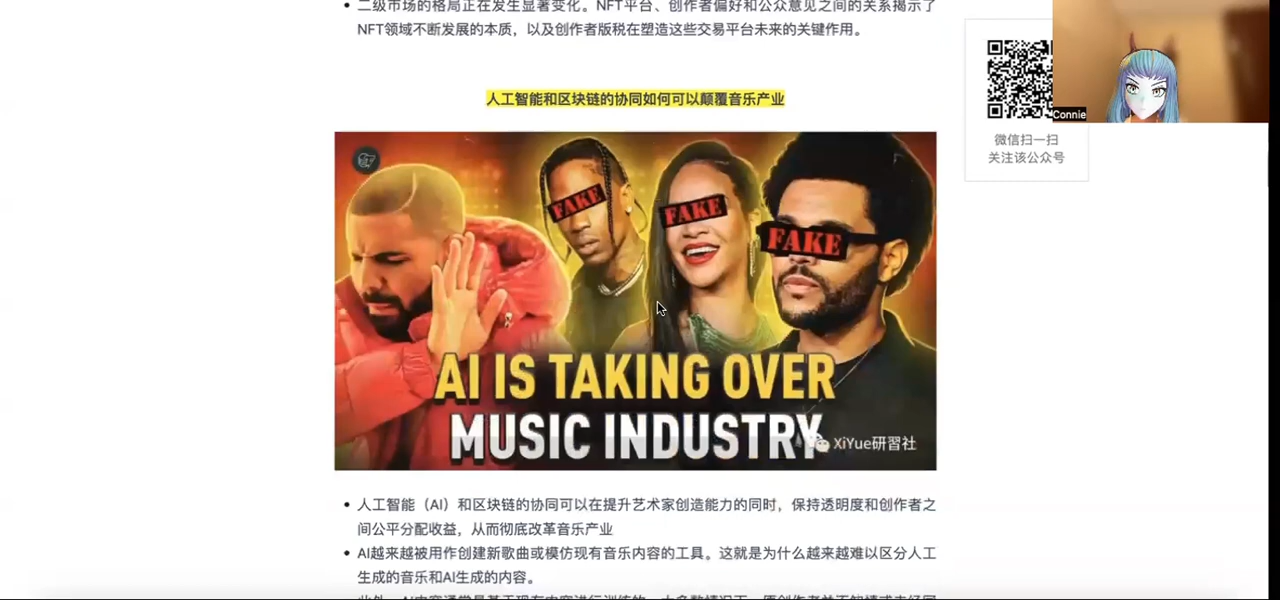 二级市场的格局正在发生显著变化。NFT平台、创作者偏好和公众意见之间的关系揭示了
NFT领域不断发展的本质，以及创作者版税在塑造这些交易平台未来的关键作用。
Connie
微信扫一扫
关注该公众号
人工智能和区块链的协同如何可以颠覆音乐产业
FAKE
FAKE
FAKE
AI IS TAKING OVER
MUSIC INDUSTRY
XiYue研習社
人工智能（AI）和区块链的协同可以在提升艺术家创造能力的同时，保持透明度和创作者之
间公平分配收益，从而彻底改革音乐产业
AI越来越被用作创建新歌曲或模仿现有音乐内容的工具。这就是为什么越来越难以区分人工
生成的音乐和AI生成的内容。